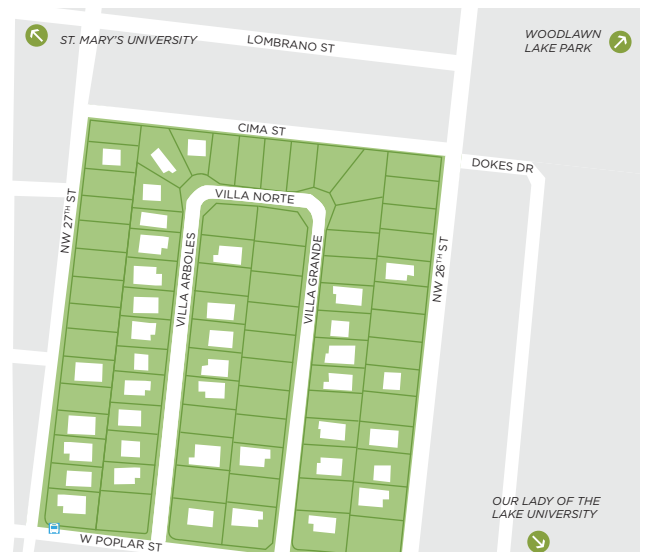 ST. MARY'S UNIVERSITY
LOMBRANO ST
WOODLAWN
LAKE PARK
CIMA ST
DOKES DR
VILLA NORTE
NW 27TH ST
VILLA ARBOLES
VILLA GRANDE
NW 26TH ST
OUR LADY OF THE
LAKE UNIVERSITY
W POPLAR ST